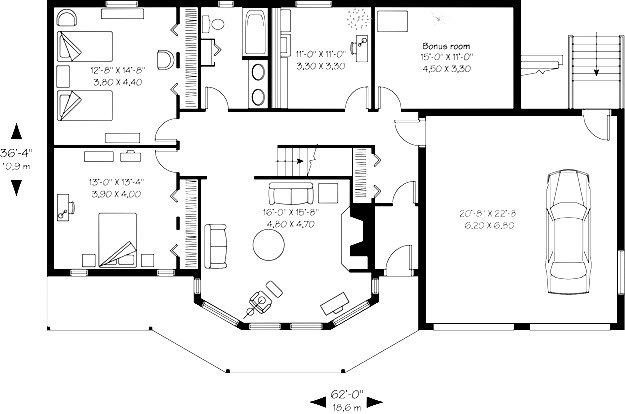 12'-8" X 14'-8"
3,80 X 4,40
11'-0" X 11'-0"
3,30 X 3,30
Bonus room
15'-0" X 11'-0"
4,50 X 3,30
36'-4"
10,9 m
13'-0" X 13'-4"
3,90 X 4,00
16'-0" X 15'-8"
4,80 X 4,70
20'-8" X 22'-8
6,20 X 6,80
62'-0"
18,6 m